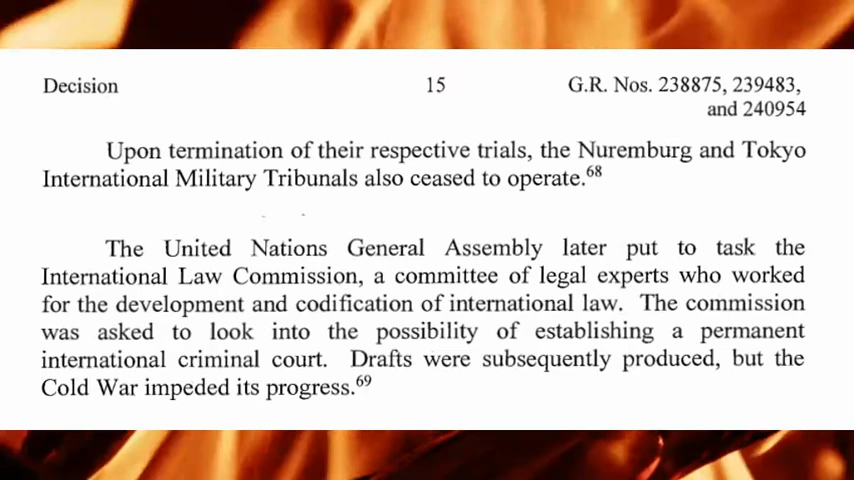 Decision 15 G.R. Nos. 238875, 239483,
and 240954
Upon termination of their respective trials, the Nuremburg and Tokyo
International Military Tribunals also ceased to operate.68
The United Nations General Assembly later put to task the
International Law Commission, a committee of legal experts who worked
for the development and codification of international law. The commission
was asked to look into the possibility of establishing a permanent
international criminal court. Drafts were subsequently produced, but the
Cold War impeded its progress.69